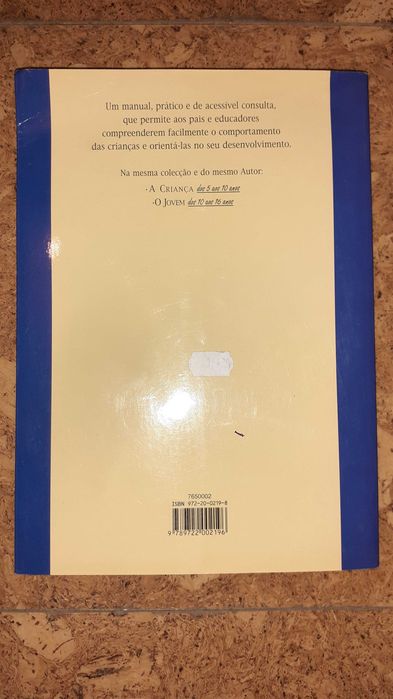 Um manual, prático e de acessível consulta,
que permite aos pais e educadores
compreenderem facilmente o comportamento
das crianças e orientá-las no seu desenvolvimento.
Na mesma colecção e do mesmo Autor:
· A CRIANÇA dos 5 aos 10 anos
· O JOVEM dos 10 aos 16 anos
7650002
ISBN 972-20-0219-8
9 789722 002196